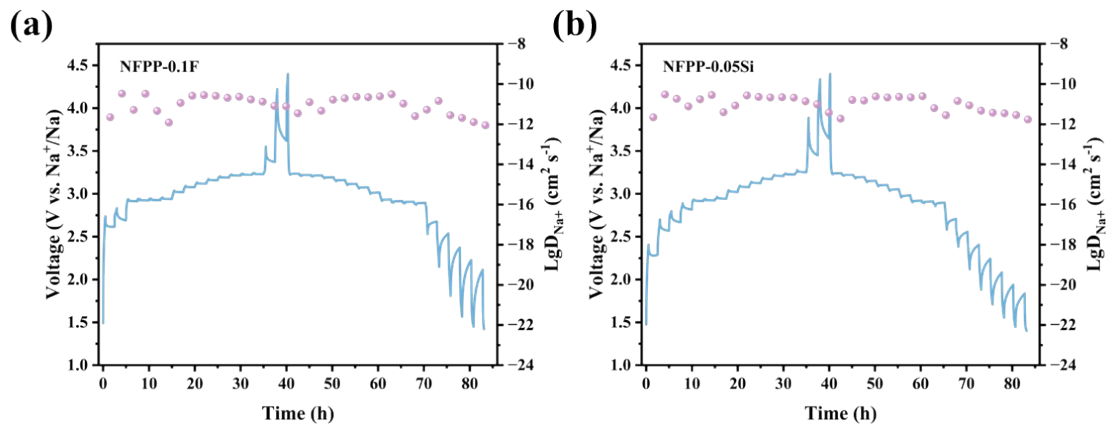 (a)
NFPP-0.1F
Voltage (V vs. Na⁺/Na)
4.5
4.0
3.5
3.0
2.5
2.0
1.5
1.0
0 10 20 30 40 50 60 70 80
Time (h)
−8
−10
−12
−14
−16
−18
−20
−22
−24
LgD_Na+ (cm² s⁻¹)
(b)
NFPP-0.05Si
Voltage (V vs. Na⁺/Na)
4.5
4.0
3.5
3.0
2.5
2.0
1.5
1.0
0 10 20 30 40 50 60 70 80
Time (h)
−8
−10
−12
−14
−16
−18
−20
−22
−24
LgD_Na+ (cm² s⁻¹)